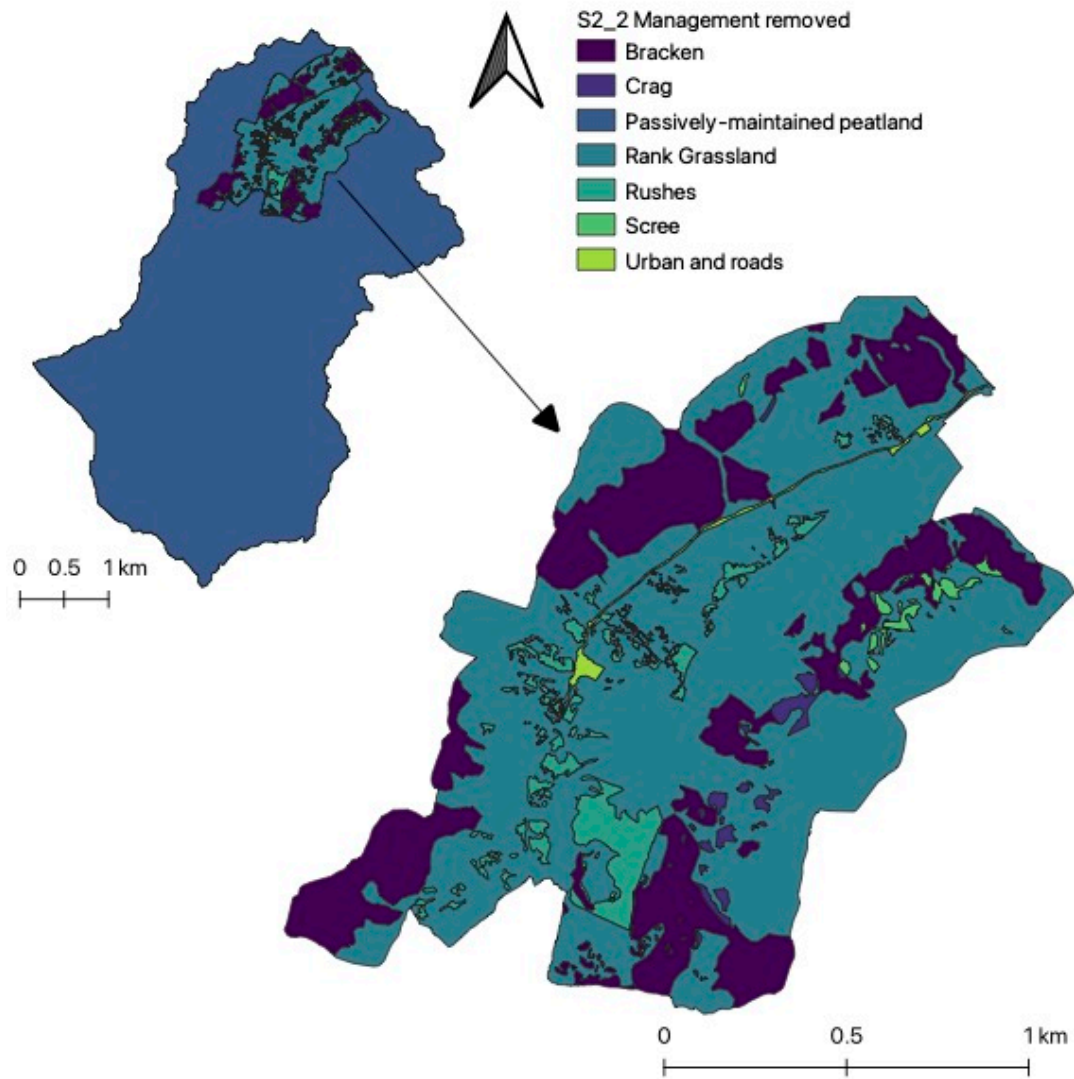 S2_2 Management removed
Bracken
Crag
Passively-maintained peatland
Rank Grassland
Rushes
Scree
Urban and roads
0 0.5 1 km
0 0.5 1 km